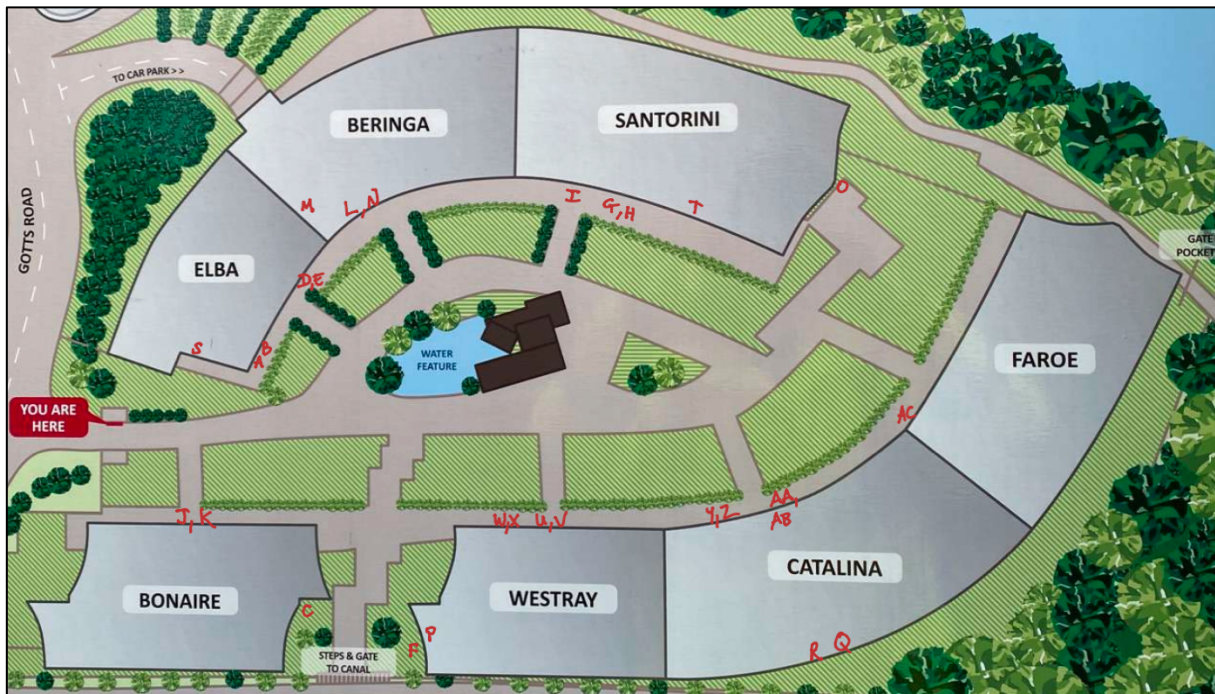 TO CAR PARK >>
BERINGA
SANTORINI
GOTTS ROAD
M
L, N
I
G, H
T
O
GATE
POCKET
ELBA
D,E
S
B
A
WATER
FEATURE
FAROE
YOU ARE
HERE
AC
J, K
W,X
U,V
Y,Z
AA,
AB
BONAIRE
C
WESTRAY
CATALINA
P
F
R
Q
STEPS & GATE
TO CANAL